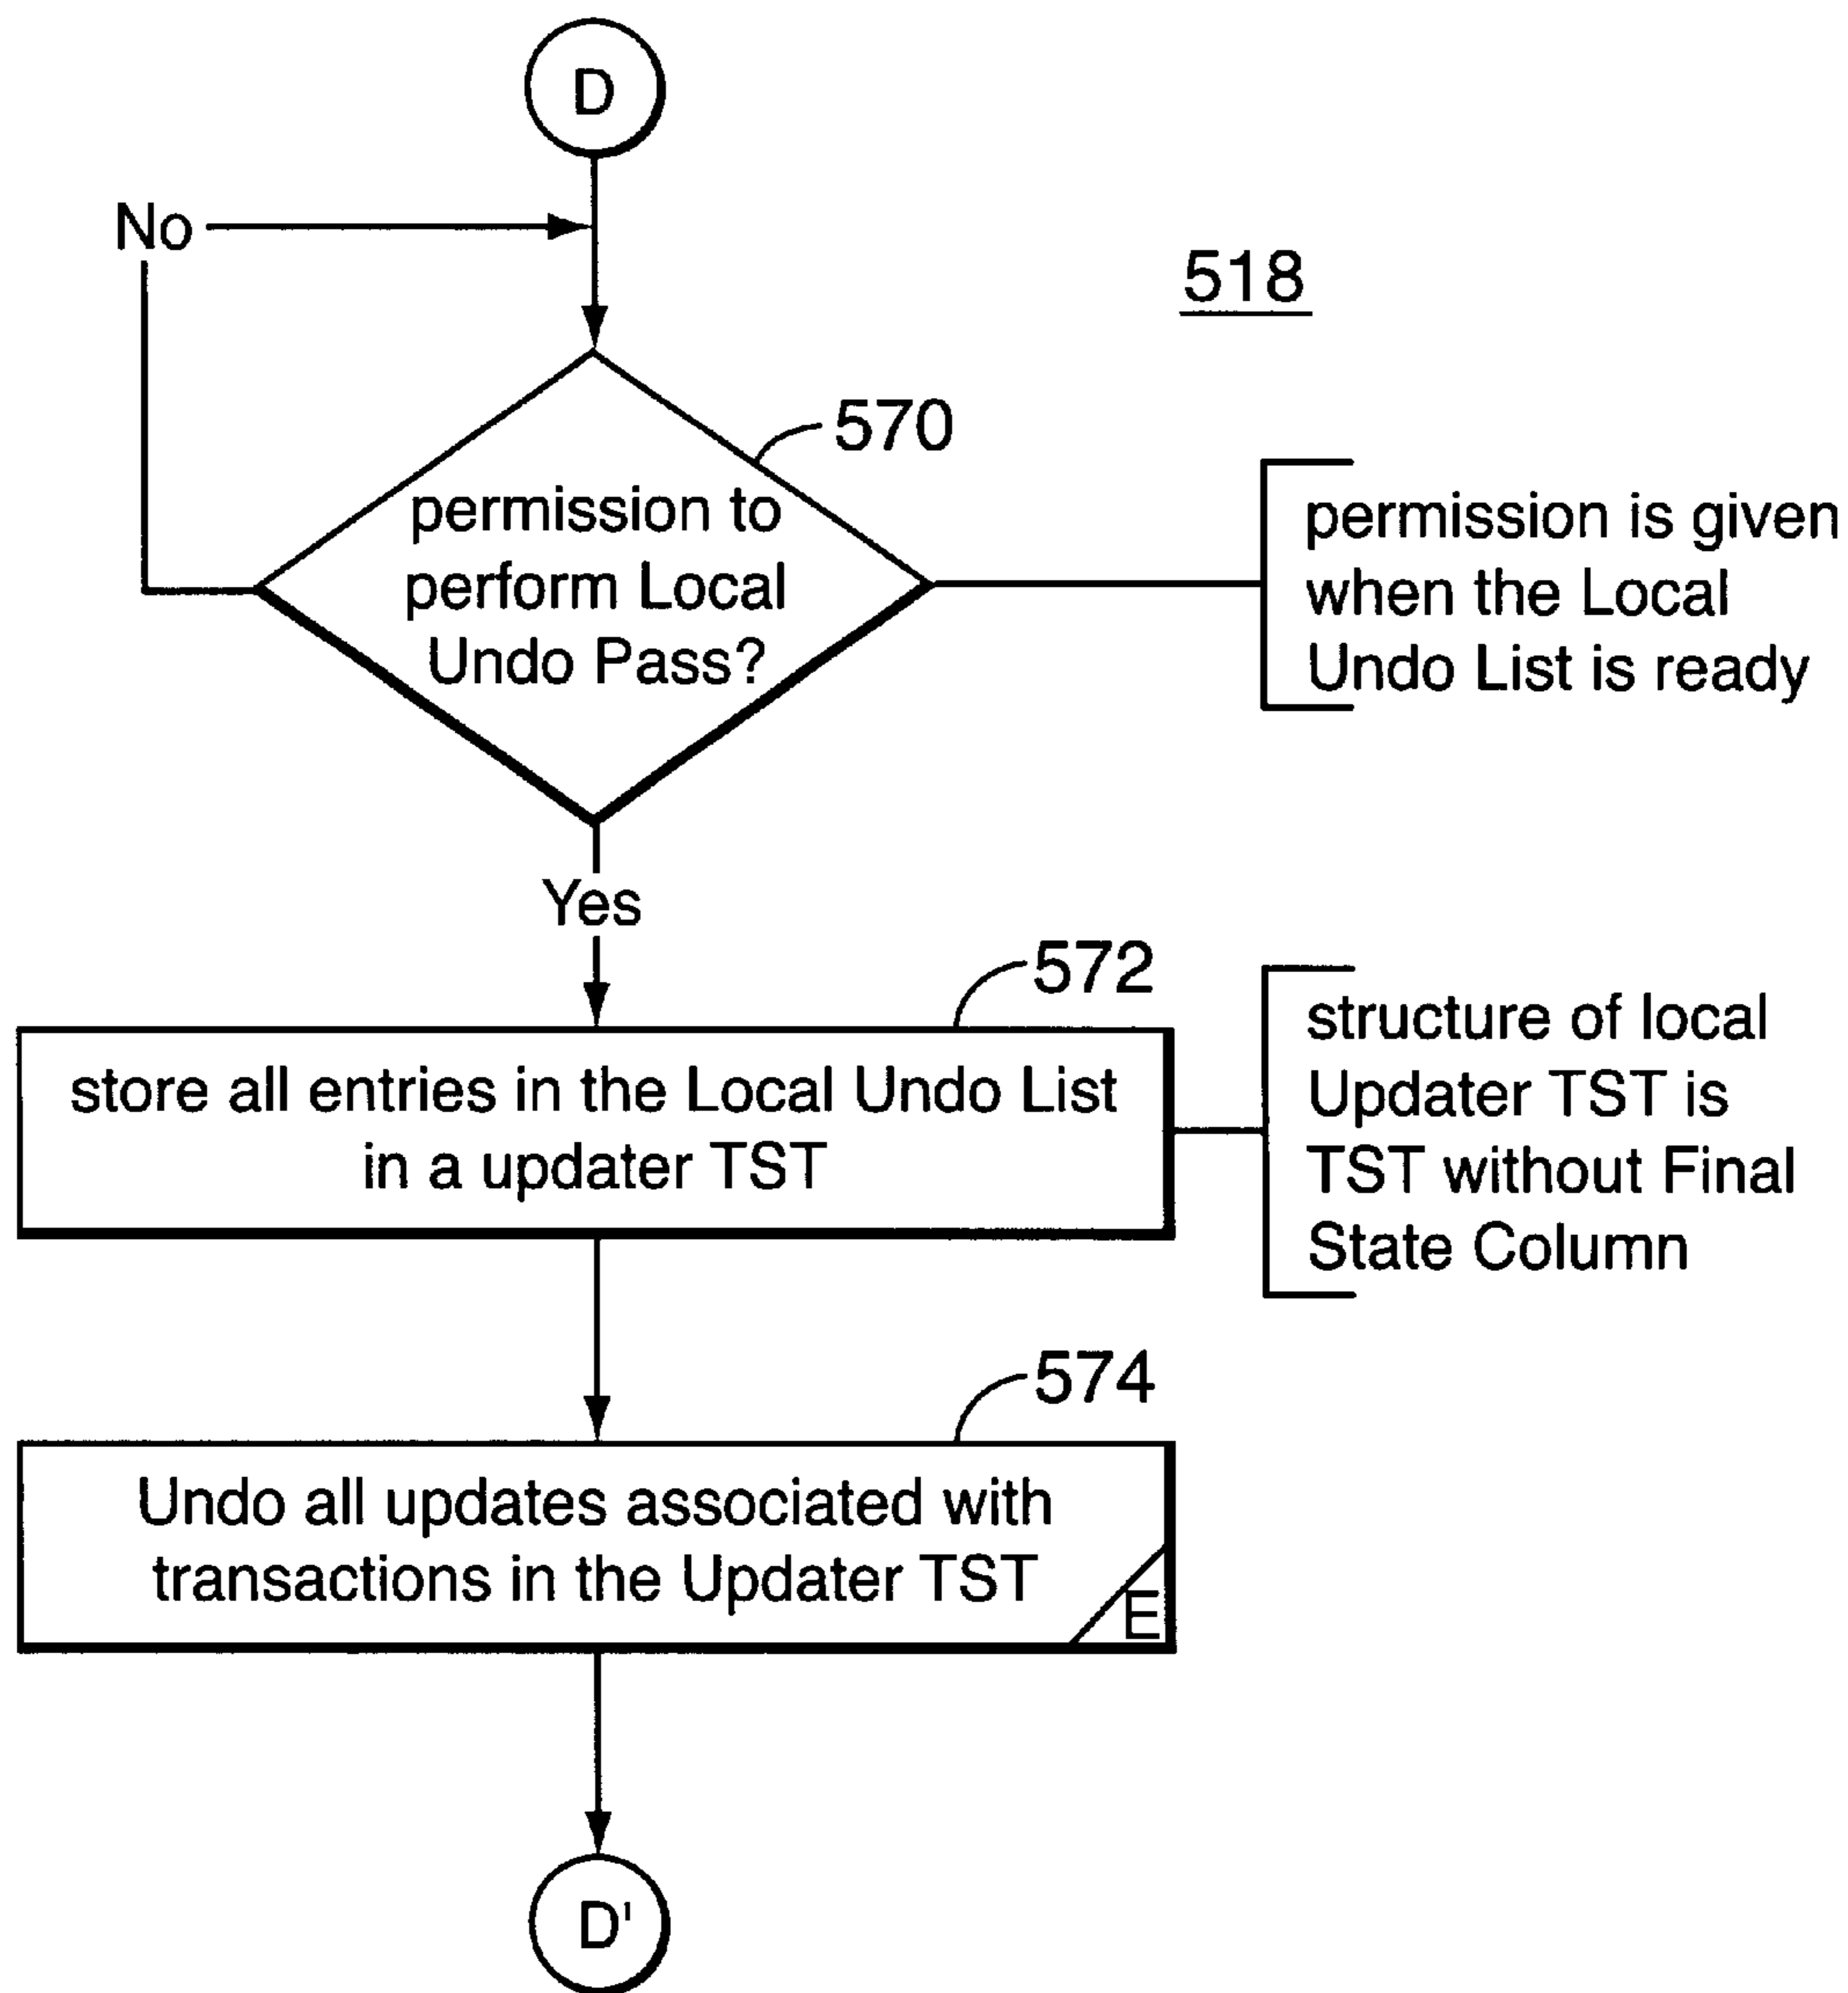 D
No
518
570
permission to
perform Local
Undo Pass?
permission is given
when the Local
Undo List is ready
Yes
572
store all entries in the Local Undo List
in a updater TST
structure of local
Updater TST is
TST without Final
State Column
574
Undo all updates associated with
transactions in the Updater TST
E
D'